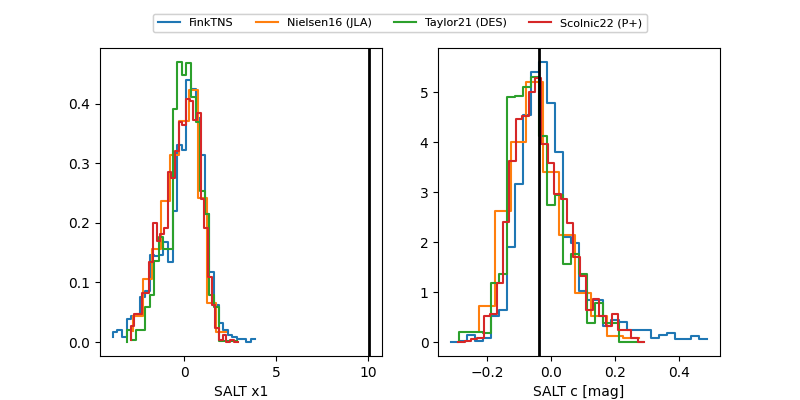 FinkTNS Nielsen16 (JLA) Taylor21 (DES) Scolnic22 (P+)
0.4
0.3
0.2
0.1
0.0
0 5 10
SALT x1
5
4
3
2
1
0
−0.2 0.0 0.2 0.4
SALT c [mag]